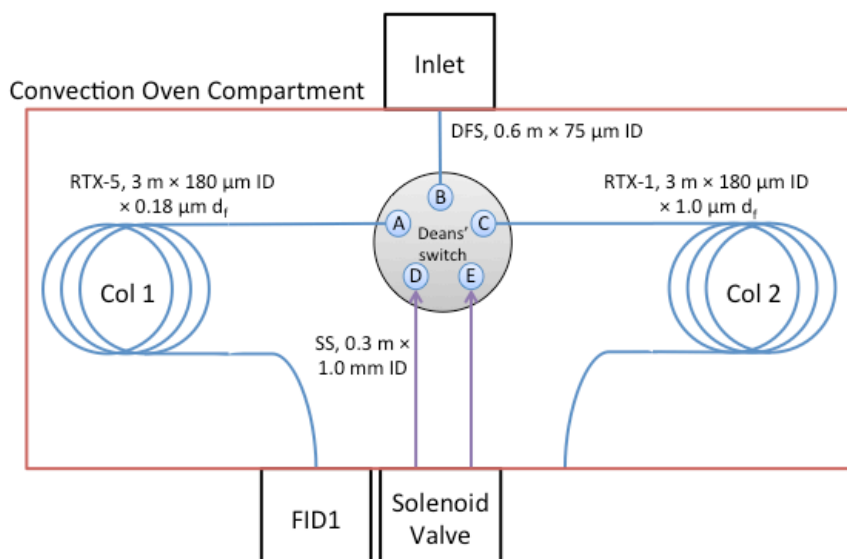 Inlet
Convection Oven Compartment
DFS, 0.6 m × 75 μm ID
RTX-5, 3 m × 180 μm ID
× 0.18 μm df
RTX-1, 3 m × 180 μm ID
× 1.0 μm df
B
A
C
Deans'
switch
D
E
Col 1
Col 2
SS, 0.3 m ×
1.0 mm ID
FID1
Solenoid
Valve